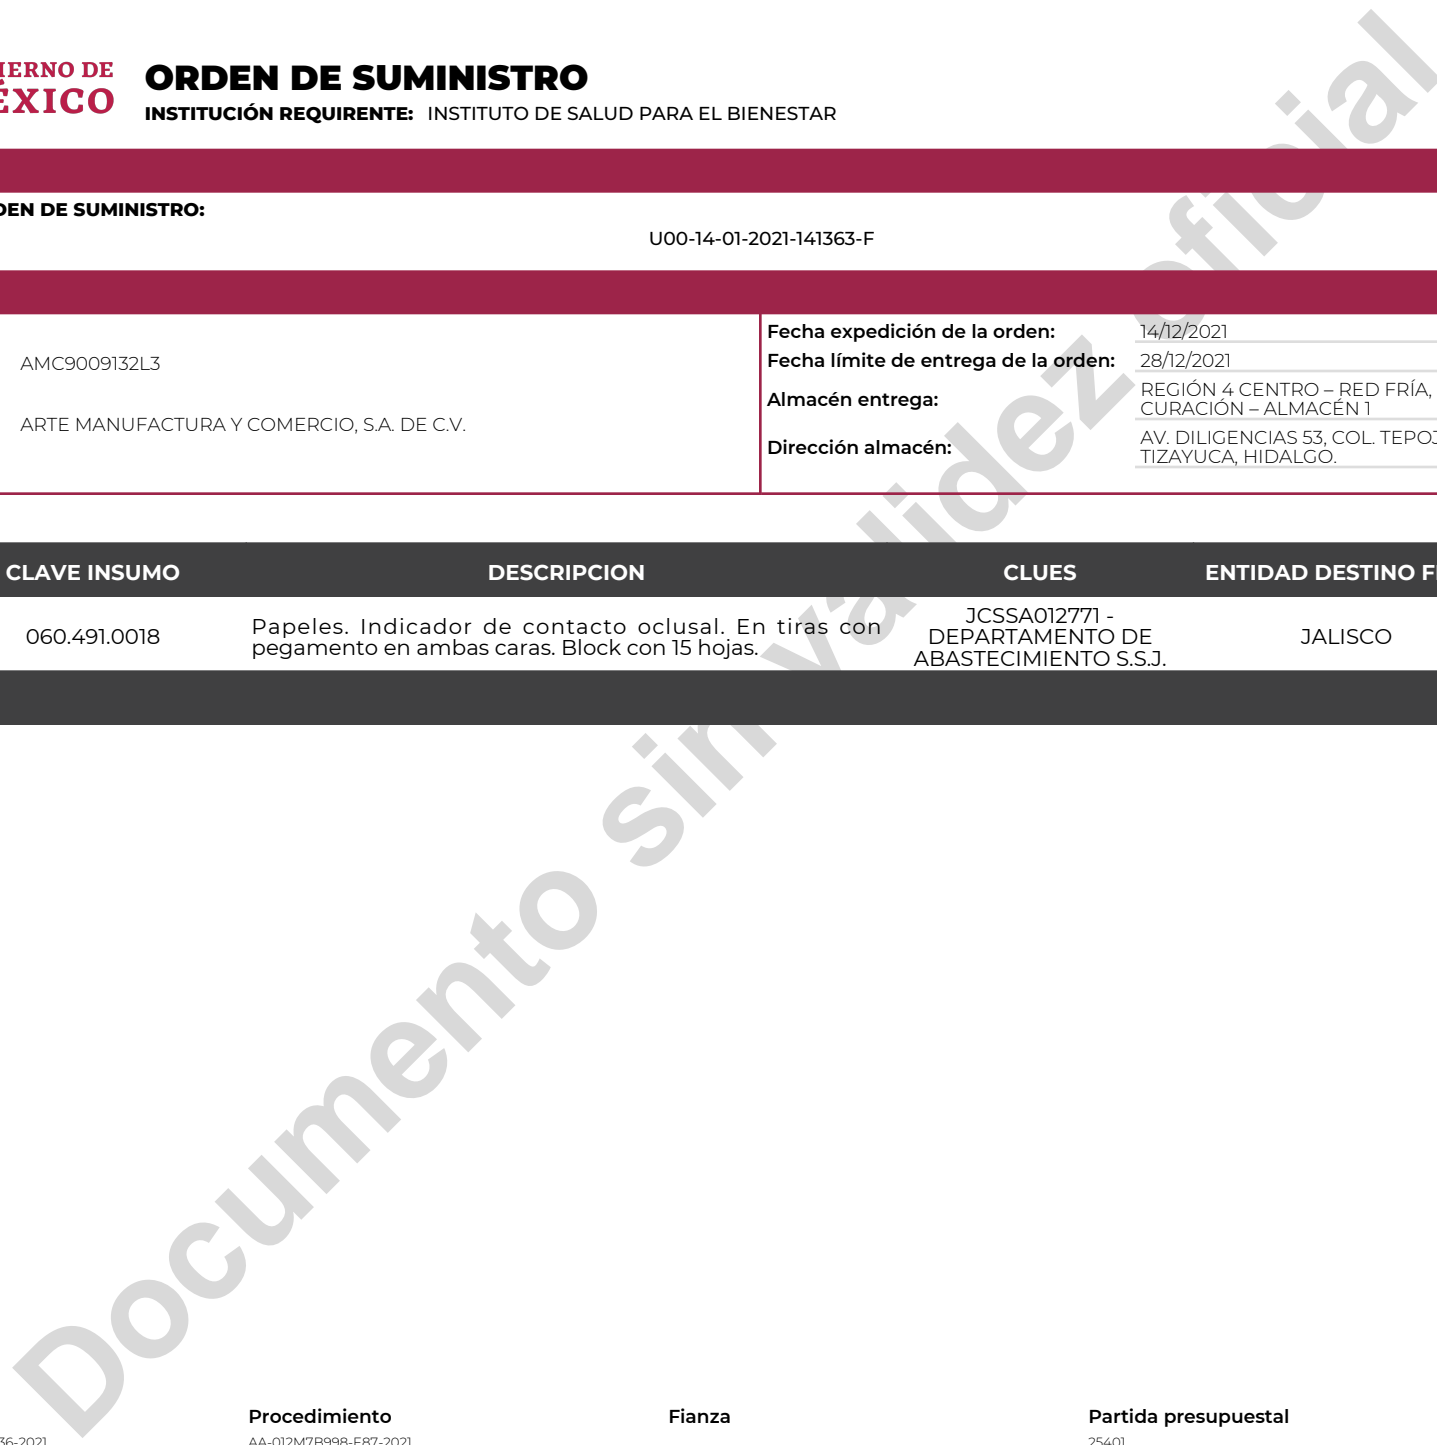 ORDEN DE SUMINISTRO
INSTITUCIÓN REQUIRENTE: INSTITUTO DE SALUD PARA EL BIENESTAR
DE SUMINISTRO:
U00-14-01-2021-141363-F
AMC9009132L3
ARTE MANUFACTURA Y COMERCIO, S.A. DE C.V.
Fecha expedición de la orden: 14/12/2021
Fecha límite de entrega de la orden: 28/12/2021
Almacén entrega: REGIÓN 4 CENTRO – RED FRÍA,
CURACIÓN – ALMACÉN 1
Dirección almacén: AV. DILIGENCIAS 53, COL.
TIZAYUCA, HIDALGO.
CLAVE INSUMO DESCRIPCION CLUES ENTIDAD DESTINO
060.491.0018
Papeles. Indicador de contacto oclusal. En tiras con
pegamento en ambas caras. Block con 15 hojas.
JCSSA012771 -
DEPARTAMENTO DE
ABASTECIMIENTO S.S.J.
JALISCO
Documento sin validez oficial
Procedimiento Fianza Partida presupuestal
AA-012M7B998-E87-2021 25401